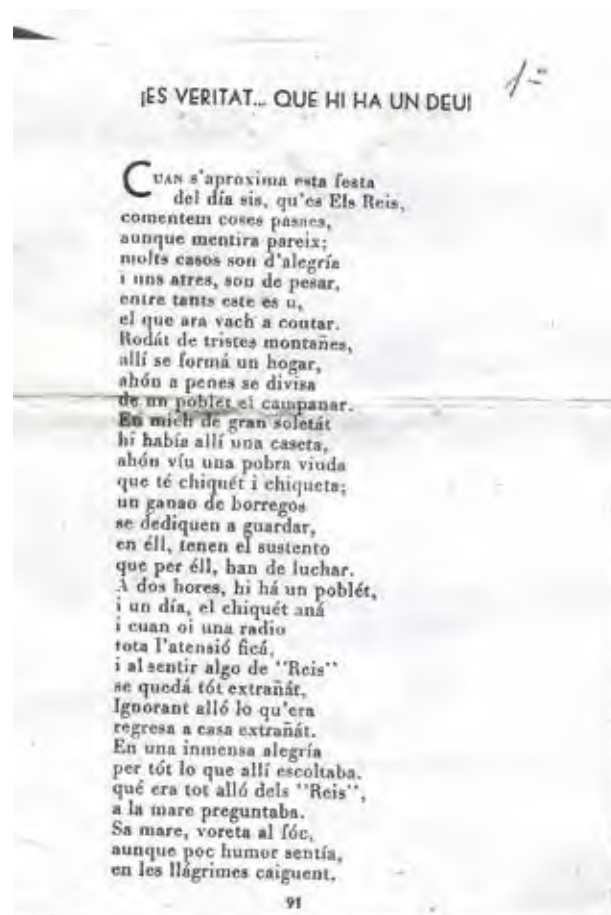 1-
¡ES VERITAT... QUE HI HA UN DEU!
CUAN s'aproxima esta festa
del día sis, qu'es Els Reis,
comentem coses pasaes,
aunque mentira pareix;
molts casos son d'alegría
i uns atres, son de pesar,
entre tants este es u,
el que ara vach a contar.
Rodát de tristes montañes,
allí se formá un hogar,
ahón a penes se divisa
de un poblet el campanar.
En mich de gran soletát
hi había allí una caseta,
ahón víu una pobra viuda
que té chiquét i chiqueta;
un ganao de borregos
se dediquen a guardar,
en éll, tenen el sustento
que per éll, han de luchar.
A dos hores, hi há un poblét,
i un día, el chiquét aná
i cuan oi una radio
tota l'atensió ficá,
i al sentir algo de "Reis"
se quedá tót extrañát,
Ignorant alló lo qu'era
regresa a casa extrañát.
En una inmensa alegría
per tót lo que allí escoltaba.
qué era tot alló dels "Reis",
a la mare preguntaba.
Sa mare, voreta al fóc,
aunque poc humor sentía,
en les llágrimes caiguent,
91